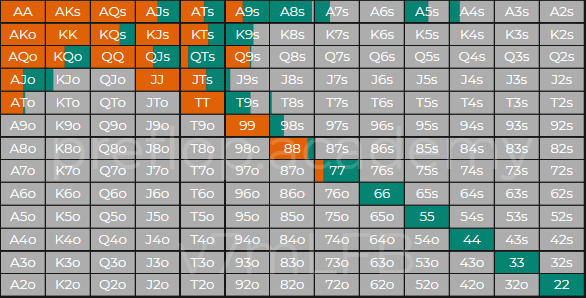 AA AKs AQs AJs ATs A9s A8s A7s A6s A5s A4s A3s A2s
AKo KK KQs KJs KTs K9s K8s K7s K6s K5s K4s K3s K2s
AQo KQo QQ QJs QTs Q9s Q8s Q7s Q6s Q5s Q4s Q3s Q2s
AJo KJo QJo JJ JTs J9s J8s J7s J6s J5s J4s J3s J2s
ATo KTo QTo JTo TT T9s T8s T7s T6s T5s T4s T3s T2s
A9o K9o Q9o J9o T9o 99 98s 97s 96s 95s 94s 93s 92s
A8o K8o Q8o J8o T8o 98o 88 87s 86s 85s 84s 83s 82s
preflop.academy
A7o K7o Q7o J7o T7o 97o 87o 77 76s 75s 74s 73s 72s
A6o K6o Q6o J6o T6o 96o 86o 76o 66 65s 64s 63s 62s
A5o K5o Q5o J5o T5o 95o 85o 75o 65o 55 54s 53s 52s
A4o K4o Q4o J4o T4o 94o 84o 74o 64o 54o 44 43s 42s
A3o K3o Q3o J3o T3o 93o 83o 73o 63o 53o 43o 33 32s
A2o K2o Q2o J2o T2o 92o 82o 72o 62o 52o 42o 32o 22